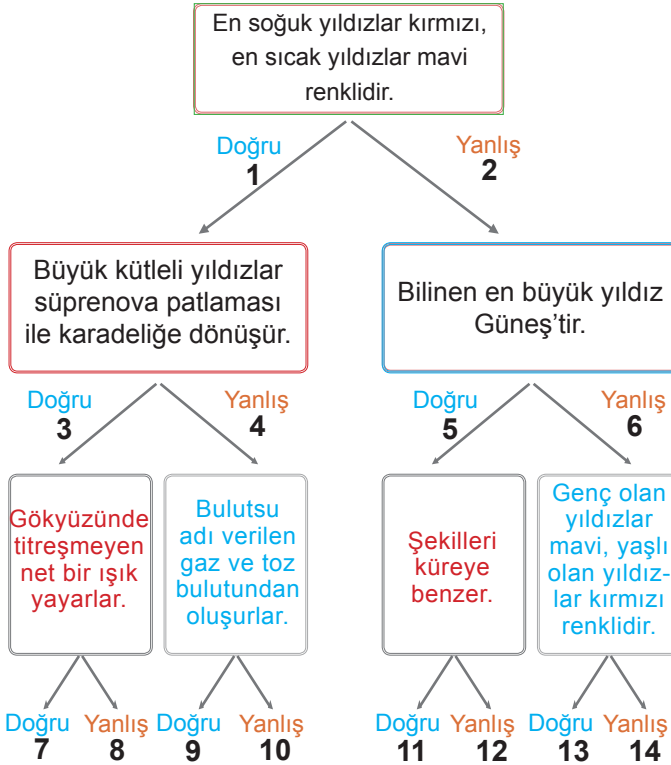 En soğuk yıldızlar kırmızı,
en sıcak yıldızlar mavi
renklidir.
Doğru
1
Yanlış
2
Büyük kütleli yıldızlar
süprenova patlaması
ile karadeliğe dönüşür.
Bilinen en büyük yıldız
Güneş’tir.
Doğru
3
Yanlış
4
Doğru
5
Yanlış
6
Gökyüzünde
titreşmeyen
net bir ışık
yayarlar.
Bulutsu
adı verilen
gaz ve toz
bulutundan
oluşurlar.
Şekilleri
küreye
benzer.
Genç olan
yıldızlar
mavi, yaşlı
olan yıldız-
lar kırmızı
renklidir.
Doğru
7
Yanlış
8
Doğru
9
Yanlış
10
Doğru
11
Yanlış
12
Doğru
13
Yanlış
14